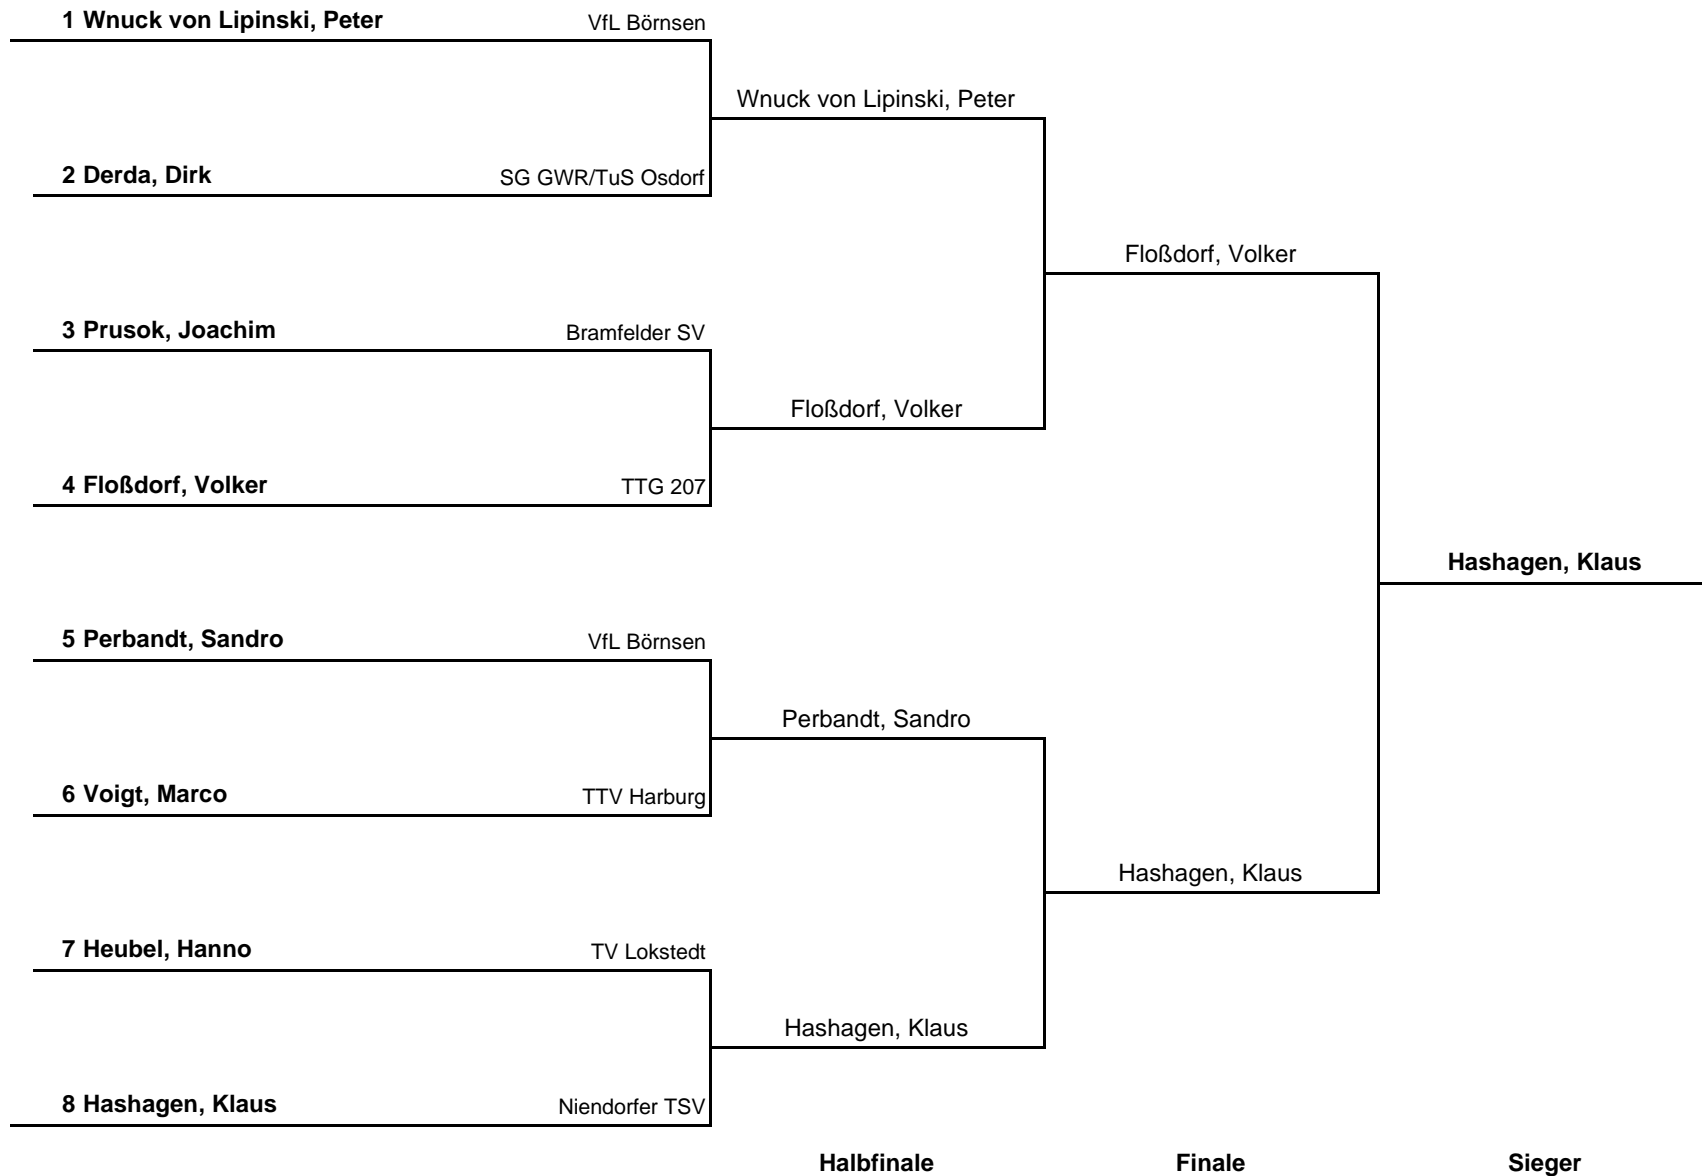 1 Wnuck von Lipinski, Peter VfL Börnsen
Wnuck von Lipinski, Peter
2 Derda, Dirk SG GWR/TuS Osdorf
Floßdorf, Volker
3 Prusok, Joachim Bramfelder SV
Floßdorf, Volker
4 Floßdorf, Volker TTG 207
Hashagen, Klaus
5 Perbandt, Sandro VfL Börnsen
Perbandt, Sandro
6 Voigt, Marco TTV Harburg
Hashagen, Klaus
7 Heubel, Hanno TV Lokstedt
Hashagen, Klaus
8 Hashagen, Klaus Niendorfer TSV
Halbfinale Finale Sieger